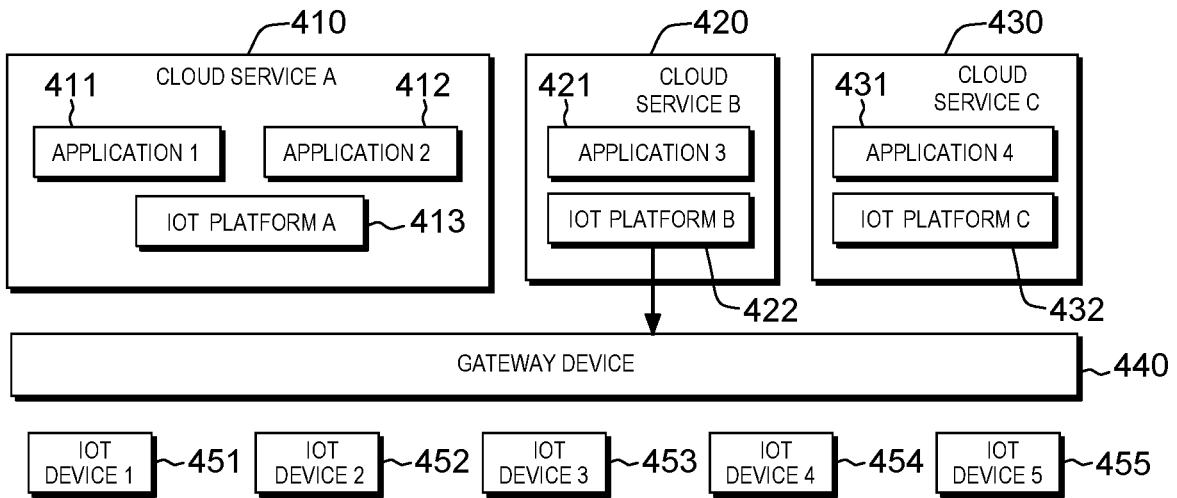 410
420
430
CLOUD SERVICE A
CLOUD
SERVICE B
CLOUD
SERVICE C
411
412
421
431
APPLICATION 1
APPLICATION 2
APPLICATION 3
APPLICATION 4
IOT PLATFORM A
413
IOT PLATFORM B
IOT PLATFORM C
422
432
GATEWAY DEVICE
440
IOT
DEVICE 1
451
IOT
DEVICE 2
452
IOT
DEVICE 3
453
IOT
DEVICE 4
454
IOT
DEVICE 5
455